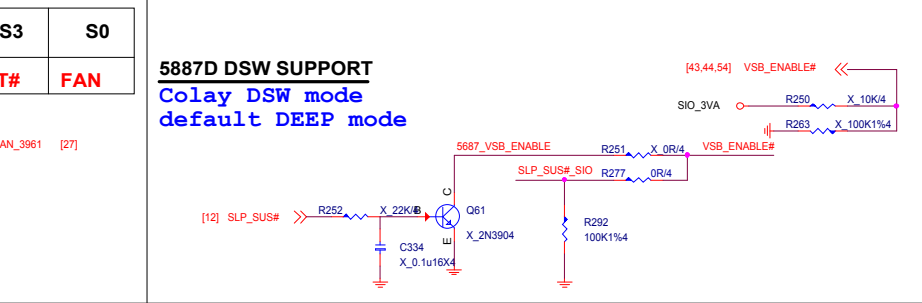 S3 S0
T# FAN
AN_3961 [27]
5887D DSW SUPPORT
Colay DSW mode
default DEEP mode
[43,44,54] VSB_ENABLE#
SIO_3VA
R250 X_10K/4
R263 X_100K1%4
5687_VSB_ENABLE
R251 X_0R/4 VSB_ENABLE#
SLP_SUS#_SIO R277 0R/4
[12] SLP_SUS# R252 X_22K/4 B
C
Q61
X_2N3904
E
C334
X_0.1u16X4
R292
100K1%4